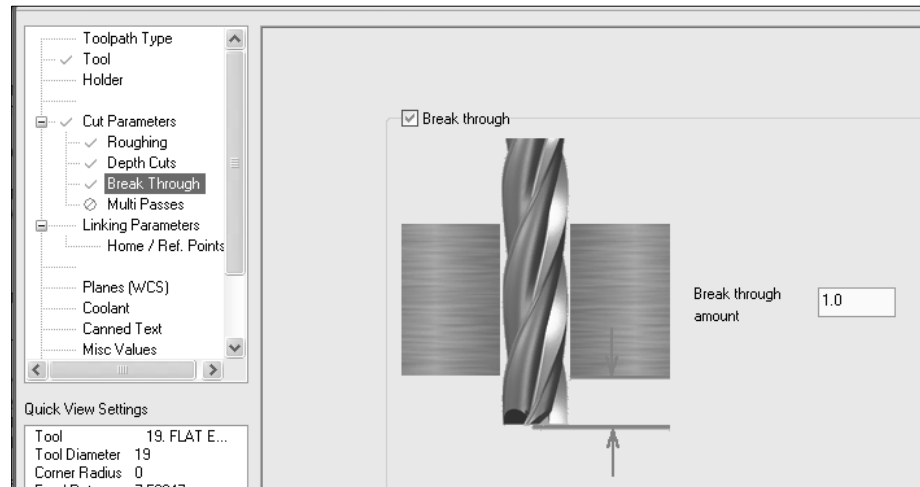 Toolpath Type
Tool
Holder
Cut Parameters
Roughing
Depth Cuts
Break Through
Multi Passes
Linking Parameters
Home / Ref. Points
Planes (WCS)
Coolant
Canned Text
Misc Values
Quick View Settings
Tool 19. FLAT E...
Tool Diameter 19
Corner Radius 0
Break through
Break through
amount
1.0